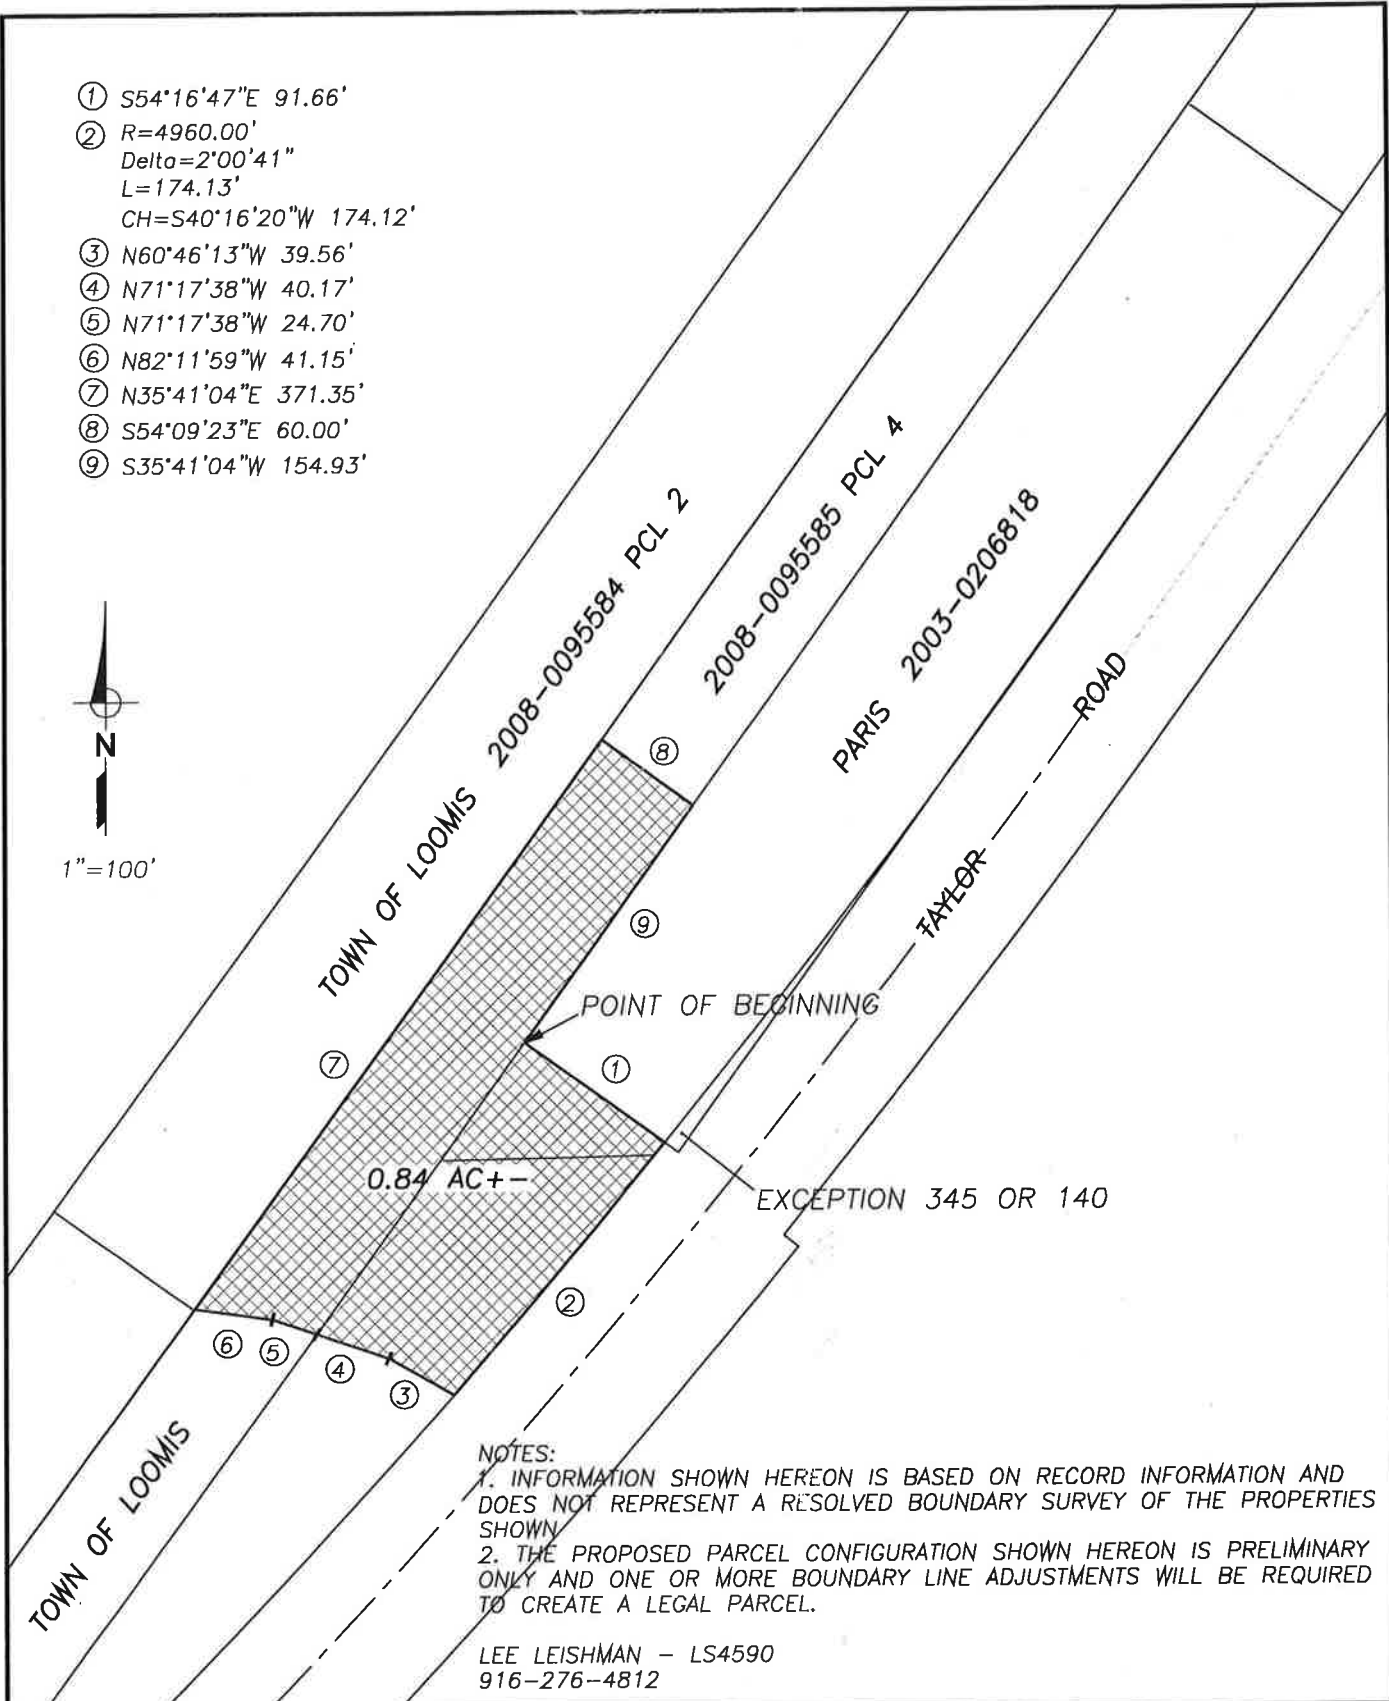 ① S54°16'47"E 91.66'
② R=4960.00'
Delta=2°00'41"
L=174.13'
CH=S40°16'20"W 174.12'
③ N60°46'13"W 39.56'
④ N71°17'38"W 40.17'
⑤ N71°17'38"W 24.70'
⑥ N82°11'59"W 41.15'
⑦ N35°41'04"E 371.35'
⑧ S54°09'23"E 60.00'
⑨ S35°41'04"W 154.93'
N
1"=100'
TOWN OF LOOMIS 2008-0095584 PCL 2
2008-0095585 PCL 4
PARIS 2003-0206818
TAYLOR ROAD
⑧
⑨
POINT OF BEGINNING
⑦
①
0.84 AC+-
EXCEPTION 345 OR 140
②
⑥
⑤
④
③
TOWN OF LOOMIS
NOTES:
1. INFORMATION SHOWN HEREON IS BASED ON RECORD INFORMATION AND
DOES NOT REPRESENT A RESOLVED BOUNDARY SURVEY OF THE PROPERTIES
SHOWN
2. THE PROPOSED PARCEL CONFIGURATION SHOWN HEREON IS PRELIMINARY
ONLY AND ONE OR MORE BOUNDARY LINE ADJUSTMENTS WILL BE REQUIRED
TO CREATE A LEGAL PARCEL.
LEE LEISHMAN - LS4590
916-276-4812